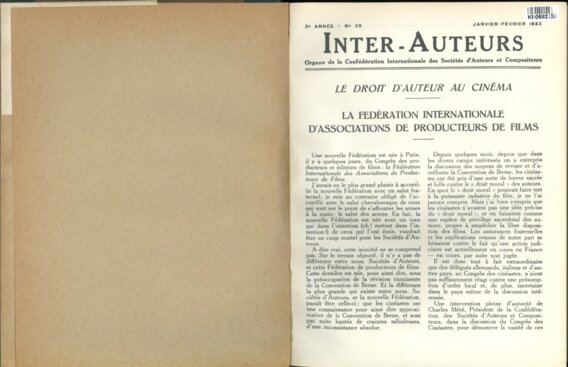 K5-0682(5)
3e ANNÉE – No 29
JANVIER-FÉVRIER 1933
INTER-AUTEURS
Organe de la Confédération Internationale des Sociétés d'Auteurs et Compositeurs
LE DROIT D'AUTEUR AU CINÉMA
LA FEDÉRATION INTERNATIONALE
D'ASSOCIATIONS DE PRODUCTEURS DE FILMS
Une nouvelle Fédération est née à Paris,
il y a quelques jours, du Congrès des pro-
ducteurs et éditeurs de films : la Fédération
Internationale des Associations de Produc-
teurs de Films.
J'aurais eu le plus grand plaisir à accueil-
lir la nouvelle Fédération avec un salut fra-
ternel, je suis au contraire obligé de l'ac-
cueillir avec le salut chevaleresque de ceux
qui sont sur le point de s'affronter les armes
à la main : le salut des armes. En fait, la
nouvelle Fédération est née avec un vœu
qui dans l'intention (oh ! surtout dans l'in-
tention !) de ceux qui l'ont émis, voudrait
être un coup mortel pour les Sociétés d'Au-
teurs.
A dire vrai, cette inimitié ne se comprend
pas. Sur le terrain objectif, il n'y a pas de
différence entre nous, Sociétés d'Auteurs,
et cette Fédération de producteurs de films.
Cette dernière est née, pour ainsi dire, sous
la préoccupation de la révision imminente
de la Convention de Berne. Et la différence
la plus grande qui existe entre nous, So-
ciétés d'Auteurs, et la nouvelle Fédération,
paraît être celle-ci : que les cinéastes ont
une connaissance pour ainsi dire approxi-
mative de la Convention de Berne, et sont
par suite hantés de craintes nébuleuses,
d'une inconsistance absolue.
Depuis quelques mois, depuis que dans
les divers camps intéressés on a entrepris
la discussion des moyens de reviser et d'a-
méliorer la Convention de Berne, les cinéas-
tes ont été pris d'une sorte de fureur sacrée
et folle contre le « droit moral » des auteurs.
En quoi le « droit moral » pourrait faire tort
à la puissante industrie du film, je ne l'ai
jamais compris. Mais j'ai bien compris que
les cinéastes n'avaient pas une idée précise
du « droit moral », et en faisaient comme
une espèce de privilège sacerdotal des au-
teurs, propre à empêcher la libre disposi-
tion des films. Les assurances fraternelles
et les explications venues de notre part se
brisaient contre le fait qu'une action judi-
ciaire est actuellement en cours en France
— en cours, par suite non jugée.
Il est donc tout à fait extraordinaire
que des délégués allemands, italiens et d'au-
tres pays, au Congrès des cinéastes, n'aient
pas suffisamment réagi contre une présomp-
tion d'ordre local et, de plus, incertaine
dans le pays même de la discussion inté-
ressée.
Une intervention pleine d'autorité de
Charles Méré, Président de la Confédéra-
tion des Sociétés d'Auteurs et Composi-
teurs, dans la discussion du Congrès des
Cinéastes, pour démontrer la vanité de ces